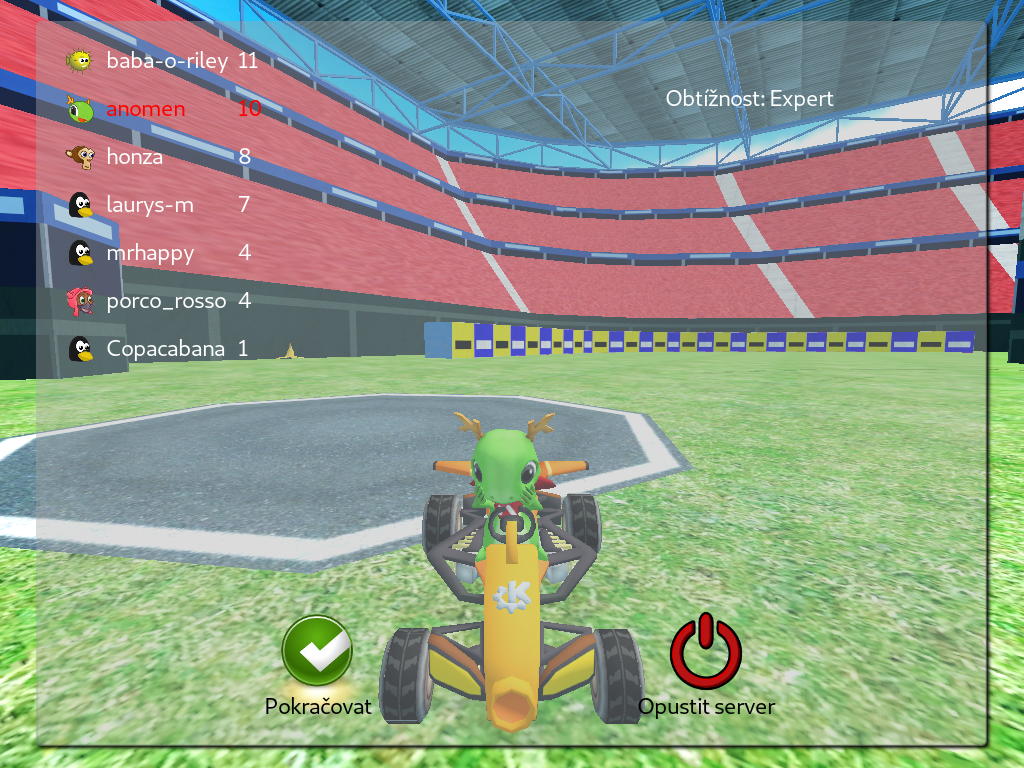 baba-o-riley 11
Obtížnost: Expert
anomen 10
honza 8
laurys-m 7
mrhappy 4
porco_rosso 4
Copacabana 1
K
Pokračovat
Opustit server